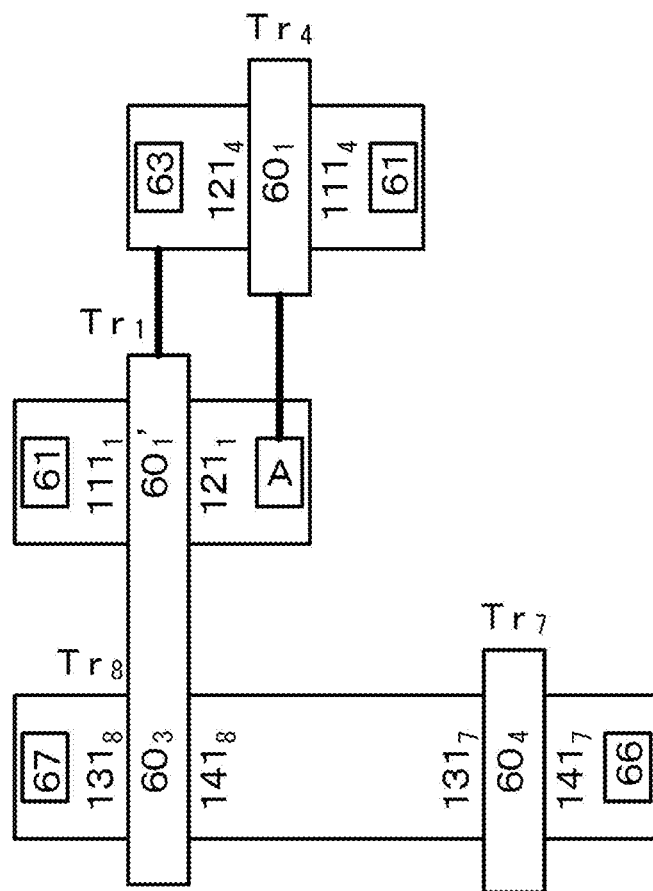 Tr₄
63 121₄ 60₁ 111₄ 61
Tr₁
61 111₁ 60₁' 121₁ A
Tr₇
Tr₈
67 131₈ 60₃ 141₈ 131₇ 60₄ 141₇ 66